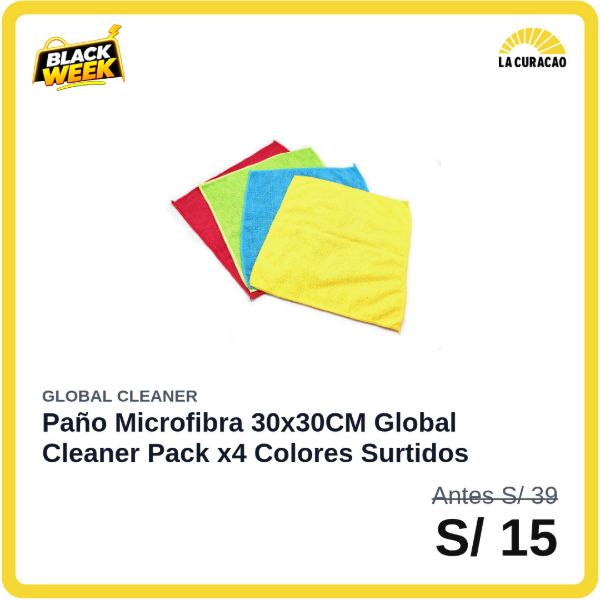 BLACK
WEEK
LA CURACAO
GLOBAL CLEANER
Paño Microfibra 30x30CM Global
Cleaner Pack x4 Colores Surtidos
Antes S/ 39
S/ 15